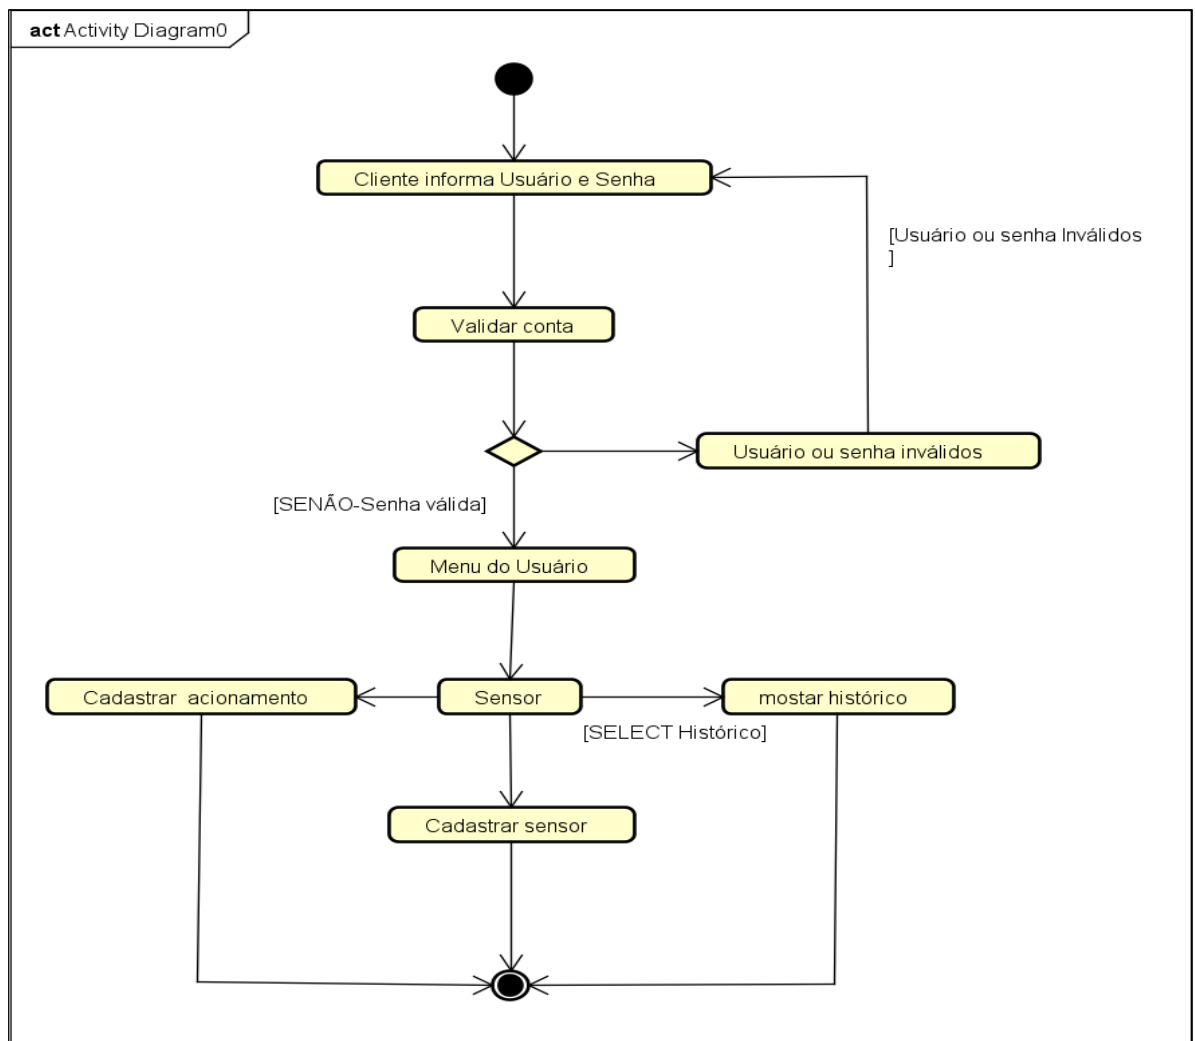 act Activity Diagram0
Cliente informa Usuário e Senha
[Usuário ou senha Inválidos
]
Validar conta
Usuário ou senha inválidos
[SENÃO-Senha válida]
Menu do Usuário
Cadastrar  acionamento
Sensor
mostar histórico
[SELECT Histórico]
Cadastrar sensor